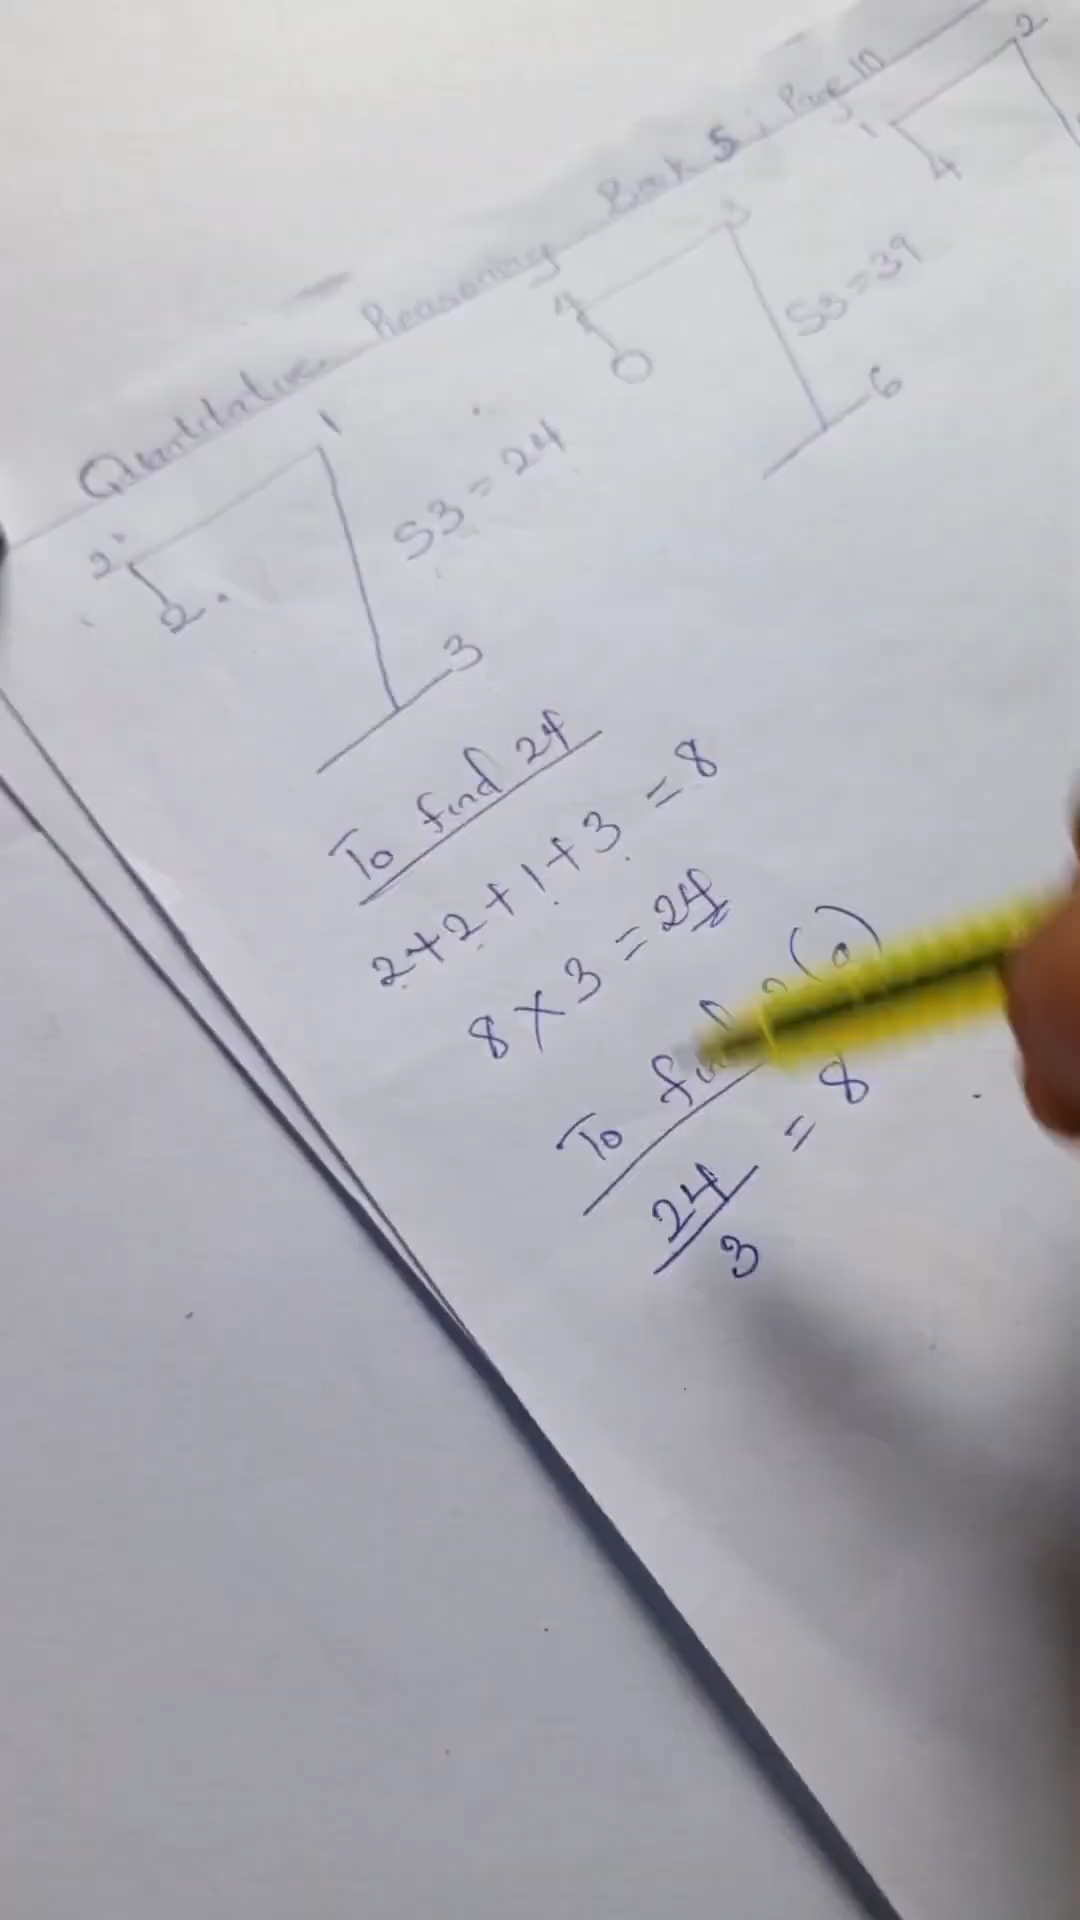 Quantitative Reasoning Book 5; Page 10
2 1
2
S3 = 24
3
4 3
0
S3 = 39
6
1 2
4
To find 24
2+2+1+3 = 8
8 × 3 = 24
To (a)
24/3 = 8